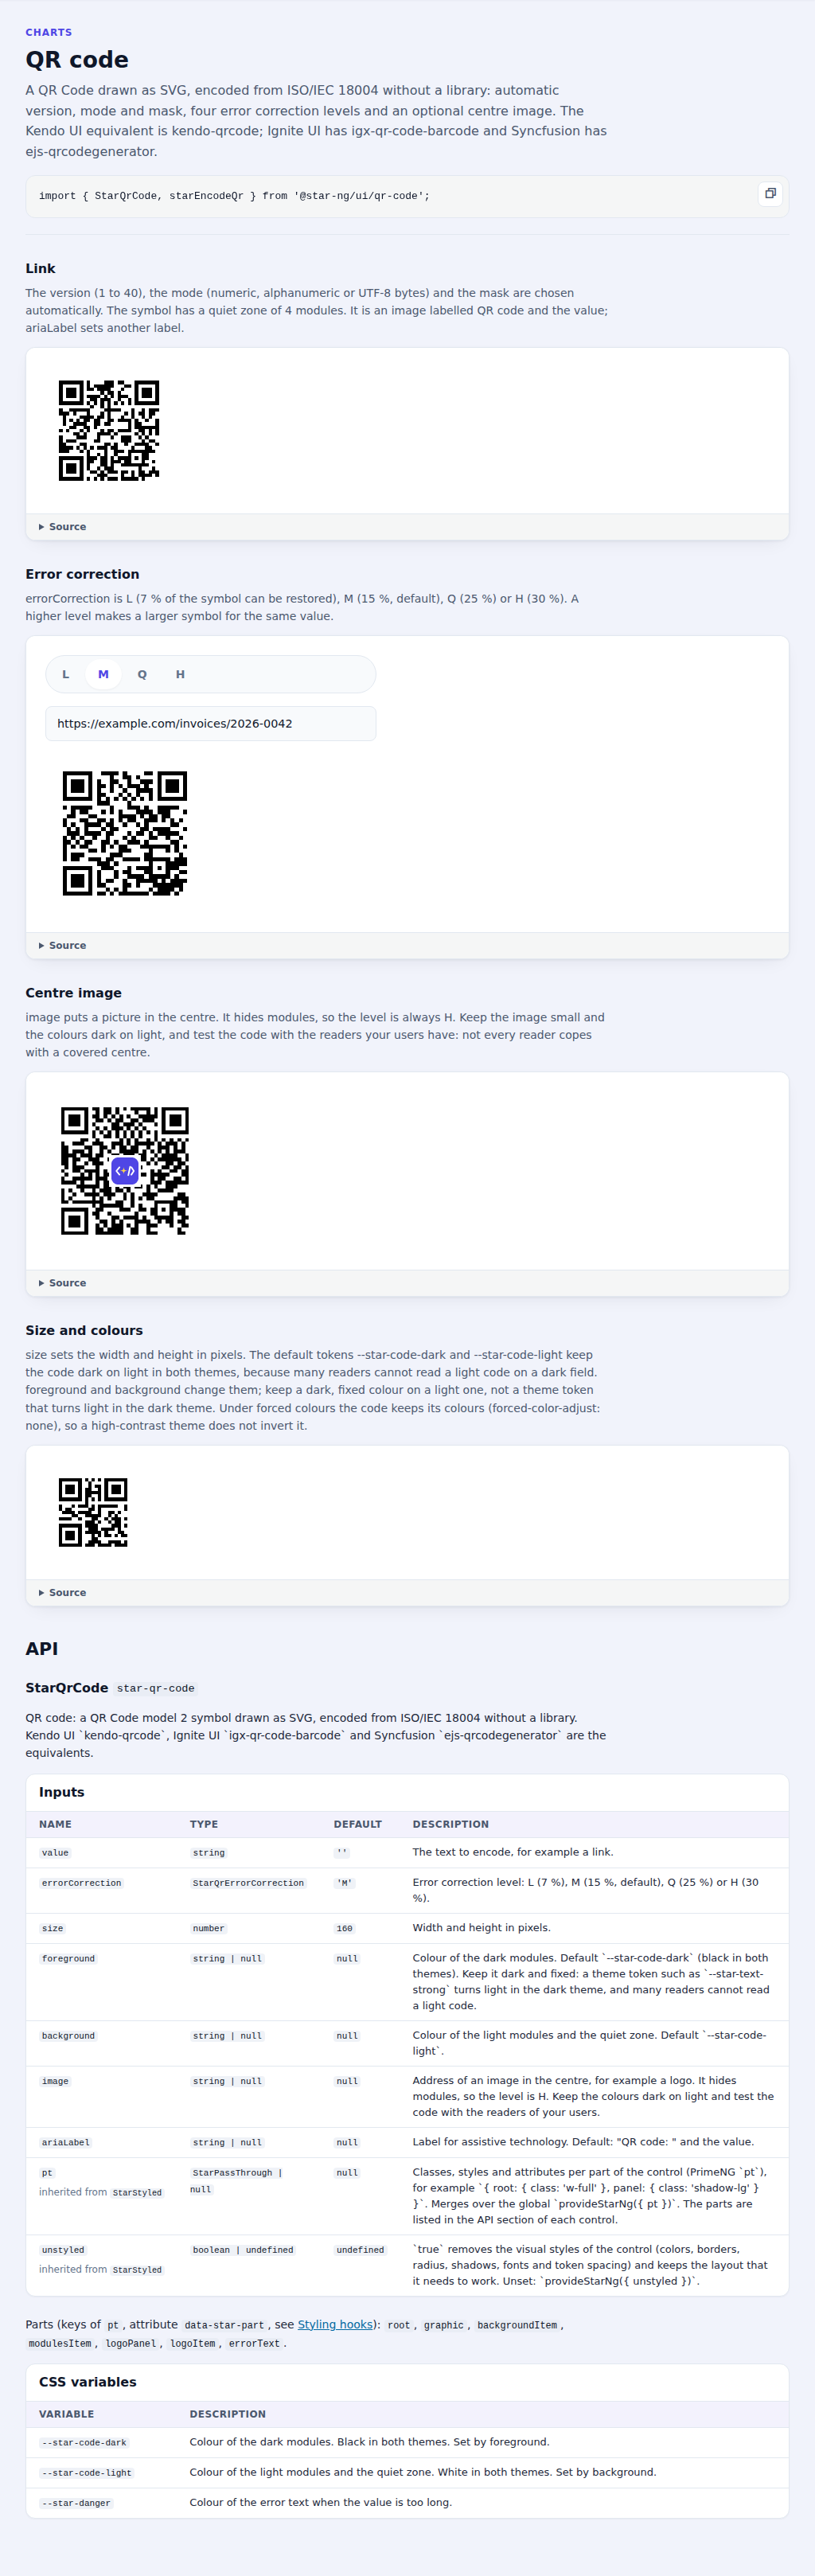 CHARTS
QR code
A QR Code drawn as SVG, encoded from ISO/IEC 18004 without a library: automatic
version, mode and mask, four error correction levels and an optional centre image. The
Kendo UI equivalent is kendo-qrcode; Ignite UI has igx-qr-code-barcode and Syncfusion has
ejs-qrcodegenerator.
import { StarQrCode, starEncodeQr } from '@star-ng/ui/qr-code';
Link
The version (1 to 40), the mode (numeric, alphanumeric or UTF-8 bytes) and the mask are chosen
automatically. The symbol has a quiet zone of 4 modules. It is an image labelled QR code and the value;
ariaLabel sets another label.
Source
Error correction
errorCorrection is L (7 % of the symbol can be restored), M (15 %, default), Q (25 %) or H (30 %). A
higher level makes a larger symbol for the same value.
L M Q H
https://example.com/invoices/2026-0042
Source
Centre image
image puts a picture in the centre. It hides modules, so the level is always H. Keep the image small and
the colours dark on light, and test the code with the readers your users have: not every reader copes
with a covered centre.
Source
Size and colours
size sets the width and height in pixels. The default tokens --star-code-dark and --star-code-light keep
the code dark on light in both themes, because many readers cannot read a light code on a dark field.
foreground and background change them; keep a dark, fixed colour on a light one, not a theme token
that turns light in the dark theme. Under forced colours the code keeps its colours (forced-color-adjust:
none), so a high-contrast theme does not invert it.
Source
API
StarQrCode star-qr-code
QR code: a QR Code model 2 symbol drawn as SVG, encoded from ISO/IEC 18004 without a library.
Kendo UI `kendo-qrcode`, Ignite UI `igx-qr-code-barcode` and Syncfusion `ejs-qrcodegenerator` are the
equivalents.
Inputs
NAME TYPE DEFAULT DESCRIPTION
value string '' The text to encode, for example a link.
errorCorrection StarQrErrorCorrection 'M' Error correction level: L (7 %), M (15 %, default), Q (25 %) or H (30
%).
size number 160 Width and height in pixels.
foreground string | null null Colour of the dark modules. Default `--star-code-dark` (black in both
themes). Keep it dark and fixed: a theme token such as `--star-text-
strong` turns light in the dark theme, and many readers cannot read
a light code.
background string | null null Colour of the light modules and the quiet zone. Default `--star-code-
light`.
image string | null null Address of an image in the centre, for example a logo. It hides
modules, so the level is H. Keep the colours dark on light and test the
code with the readers of your users.
ariaLabel string | null null Label for assistive technology. Default: "QR code: " and the value.
pt StarPassThrough | null Classes, styles and attributes per part of the control (PrimeNG `pt`),
inherited from StarStyled null for example `{ root: { class: 'w-full' }, panel: { class: 'shadow-lg' }
}`. Merges over the global `provideStarNg({ pt })`. The parts are
listed in the API section of each control.
unstyled boolean | undefined undefined `true` removes the visual styles of the control (colors, borders,
inherited from StarStyled radius, shadows, fonts and token spacing) and keeps the layout that
it needs to work. Unset: `provideStarNg({ unstyled })`.
Parts (keys of pt, attribute data-star-part, see Styling hooks): root, graphic, backgroundItem,
modulesItem, logoPanel, logoItem, errorText.
CSS variables
VARIABLE DESCRIPTION
--star-code-dark Colour of the dark modules. Black in both themes. Set by foreground.
--star-code-light Colour of the light modules and the quiet zone. White in both themes. Set by background.
--star-danger Colour of the error text when the value is too long.